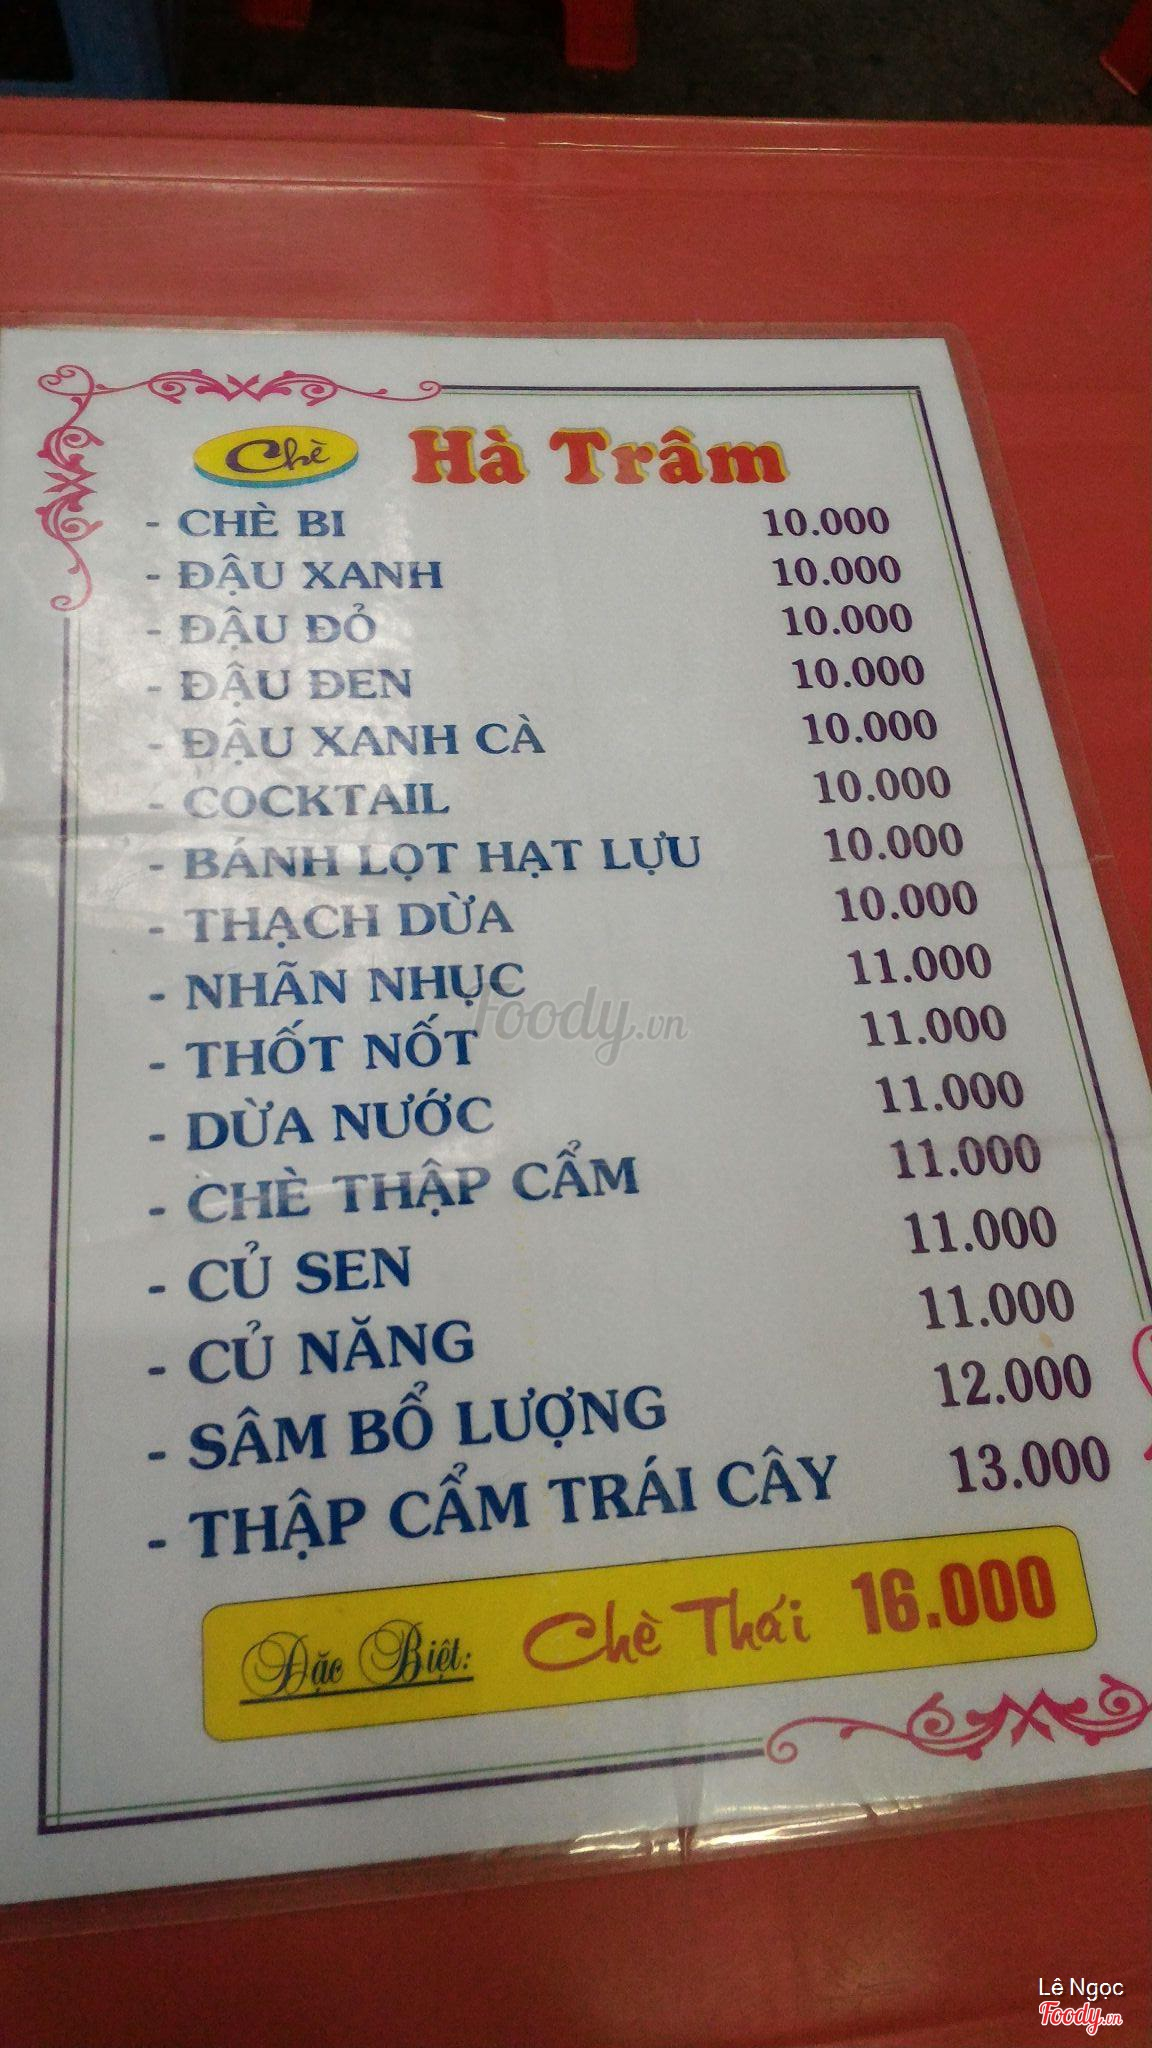 Chè Hà Trâm
- CHÈ BI 10.000
- ĐẬU XANH 10.000
- ĐẬU ĐỎ 10.000
- ĐẬU ĐEN 10.000
- ĐẬU XANH CÀ 10.000
- COCKTAIL 10.000
- BÁNH LỌT HẠT LỰU 10.000
- THẠCH DỪA 10.000
- NHÃN NHỤC 11.000
- THỐT NỐT 11.000
- DỪA NƯỚC 11.000
- CHÈ THẬP CẨM 11.000
- CỦ SEN 11.000
- CỦ NĂNG 11.000
- SÂM BỔ LƯỢNG 12.000
- THẬP CẨM TRÁI CÂY 13.000
Đặc Biệt: Chè Thái 16.000
Foody.vn
Lê Ngọc
Foody.vn